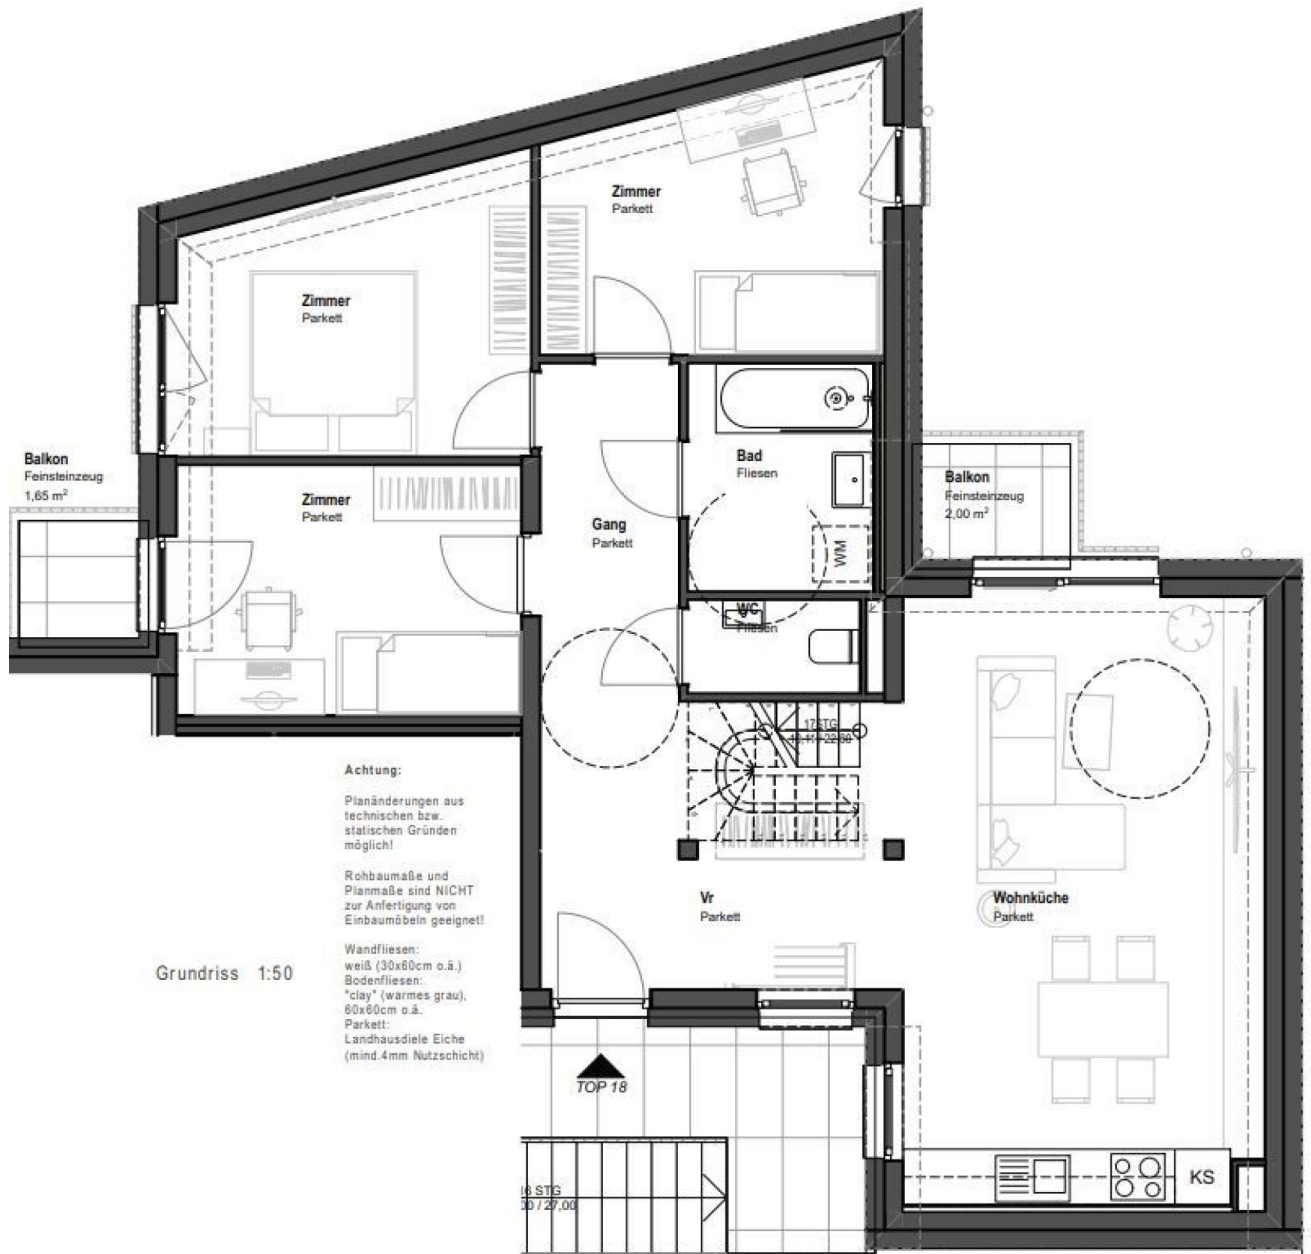 Zimmer
Parkett
Zimmer
Parkett
Balkon
Feinsteinzeug
1,65 m²
Zimmer
Parkett
Bad
Fliesen
Gang
Parkett
WM
Balkon
Feinsteinzeug
2,00 m²
WC
Fliesen
17STG
Achtung:
Planänderungen aus
technischen bzw.
statischen Gründen
möglich!
Rohbaumaße und
Planmaße sind NICHT
zur Anfertigung von
Einbaumöbeln geeignet!
Wandfliesen:
weiß (30x60cm o.ä.)
Bodenfliesen:
"clay" (warmes grau),
60x60cm o.ä.
Parkett:
Landhausdiele Eiche
(mind.4mm Nutzschicht)
Grundriss 1:50
Vr
Parkett
Wohnküche
Parkett
TOP 18
KS
STG
/ 27,00